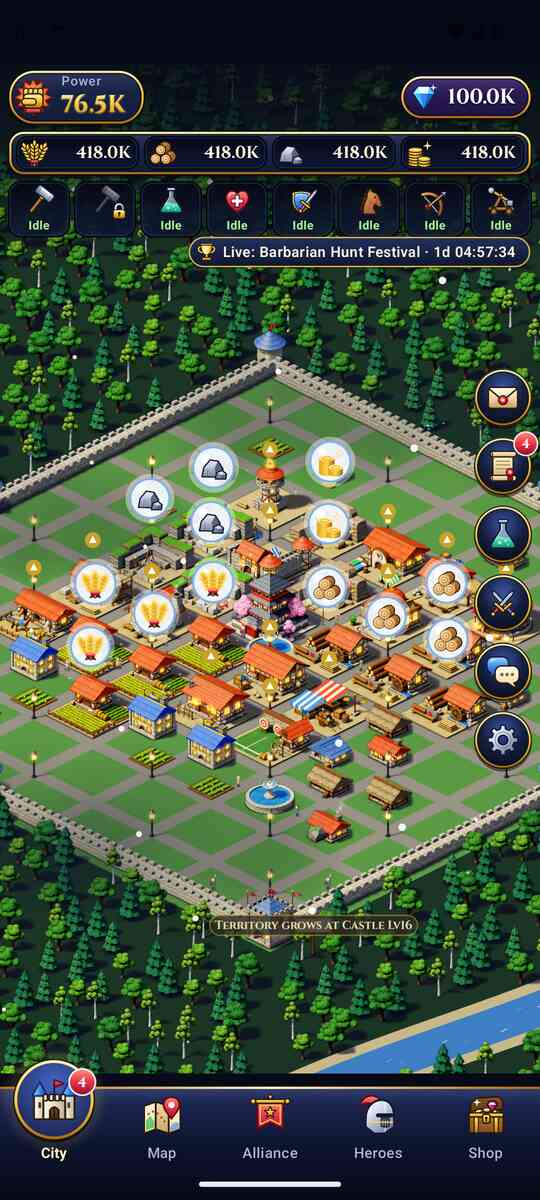 Power
76.5K
100.0K
418.0K 418.0K 418.0K 418.0K
Idle Idle Idle Idle Idle Idle Idle
Live: Barbarian Hunt Festival · 1d 04:57:34
4
Territory grows at Castle Lv16
4
City Map Alliance Heroes Shop